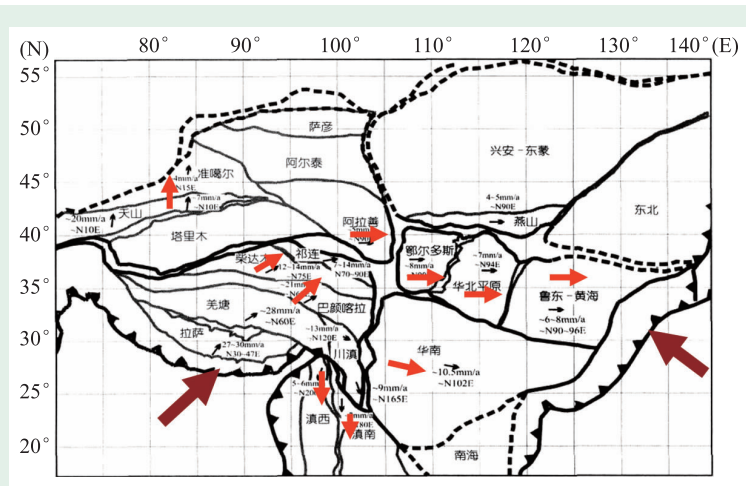 (N)
80°
90°
100°
110°
120°
130°
140°(E)
55°
50°
45°
40°
35°
30°
25°
20°
萨彦
兴安-东蒙
准噶尔
阿尔泰
4mm/a
~N15E
~7mm/a
~N10E
4~5mm/a
~N90E
天山
~20mm/a
~N10E
阿拉善
燕山
东北
塔里木
柴达木
祁连
鄂尔多斯
~7mm/a
~N94E
12~14mm/a
~N75E
7~14mm/a
N70~90E
~8mm/a
~21mm/a
华北平原
鲁东-黄海
羌塘
巴颜喀拉
~28mm/a
~N60E
~6~8mm/a
~N90~96E
拉萨
~13mm/a
~N120E
27~30mm/a
N30~47E
川滇
华南
~10.5mm/a
~N102E
5~6mm/a
~9mm/a
~N165E
滇西
滇南
南海